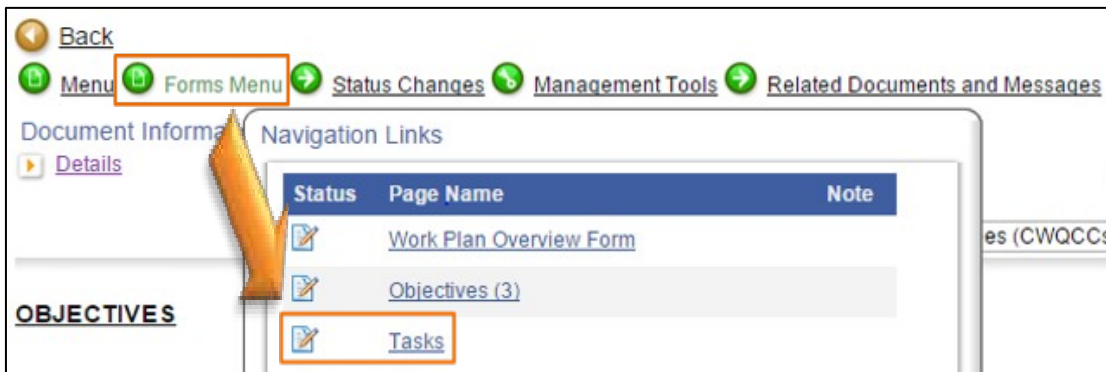 Back
Menu Forms Menu Status Changes Management Tools Related Documents and Messages
Document Informa
Details
Navigation Links
Status Page Name Note
Work Plan Overview Form
es (CWQCCs
Objectives (3)
OBJECTIVES
Tasks